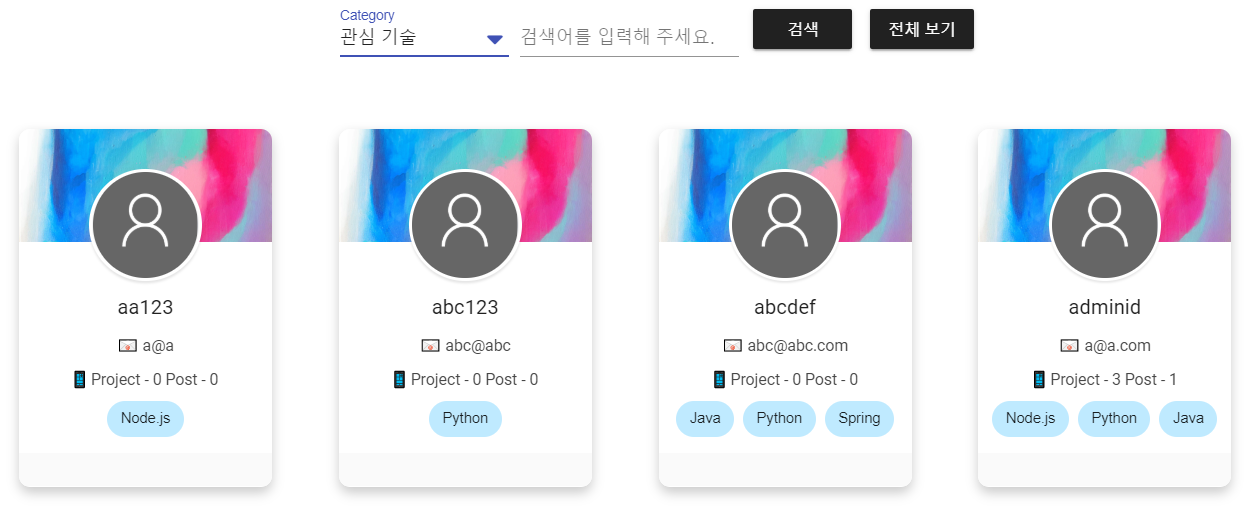 Category
관심 기술
검색어를 입력해 주세요.
검색
전체 보기
aa123
a@a
Project - 0 Post - 0
Node.js
abc123
abc@abc
Project - 0 Post - 0
Python
abcdef
abc@abc.com
Project - 0 Post - 0
Java Python Spring
adminid
a@a.com
Project - 3 Post - 1
Node.js Python Java